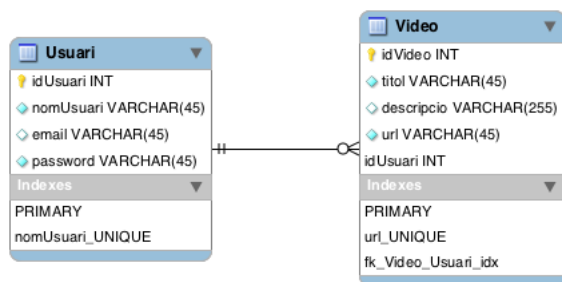 Usuari
idUsuari INT
nomUsuari VARCHAR(45)
email VARCHAR(45)
password VARCHAR(45)
Indexes
PRIMARY
nomUsuari_UNIQUE
Video
idVideo INT
titol VARCHAR(45)
descripcio VARCHAR(255)
url VARCHAR(45)
idUsuari INT
Indexes
PRIMARY
url_UNIQUE
fk_Video_Usuari_idx